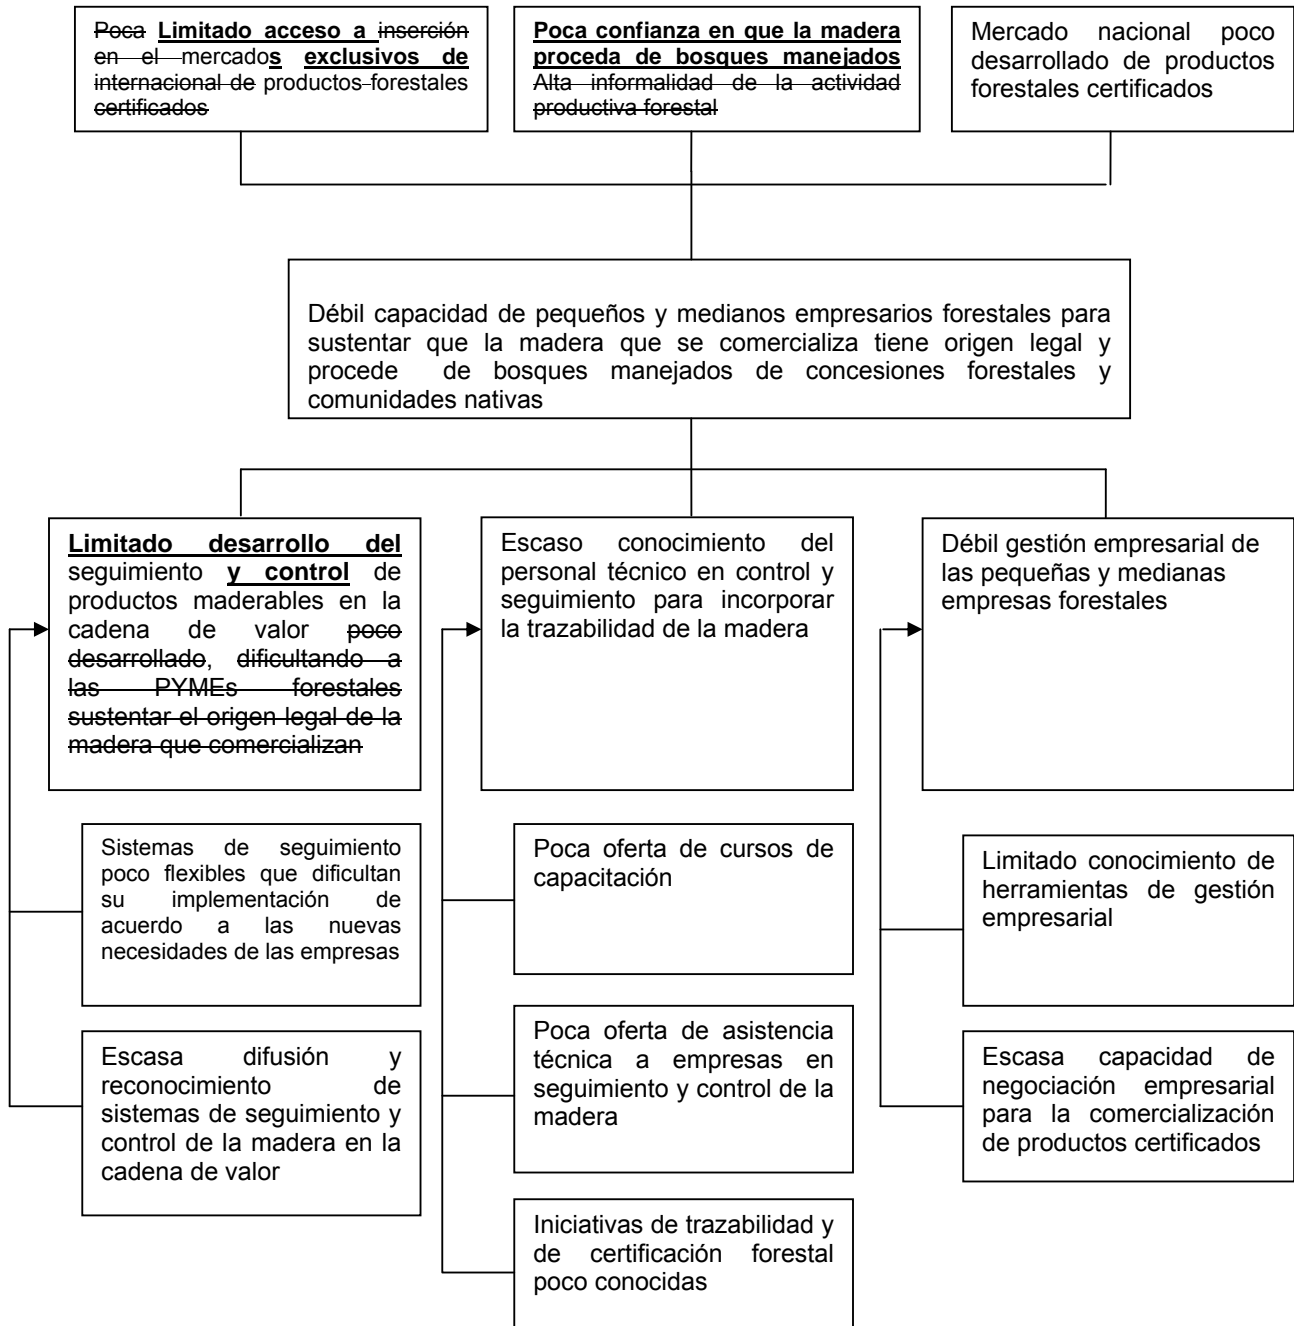 Poca Limitado acceso a inserción
en el mercados exclusivos de
internacional de productos forestales
certificados
Poca confianza en que la madera
proceda de bosques manejados
Alta informalidad de la actividad
productiva forestal
Mercado nacional poco
desarrollado de productos
forestales certificados
Débil capacidad de pequeños y medianos empresarios forestales para
sustentar que la madera que se comercializa tiene origen legal y
procede de bosques manejados de concesiones forestales y
comunidades nativas
Limitado desarrollo del
seguimiento y control de
productos maderables en la
cadena de valor poco
desarrollado, dificultando a
las PYMEs forestales
sustentar el origen legal de la
madera que comercializan
Escaso conocimiento del
personal técnico en control y
seguimiento para incorporar
la trazabilidad de la madera
Débil gestión empresarial de
las pequeñas y medianas
empresas forestales
Sistemas de seguimiento
poco flexibles que dificultan
su implementación de
acuerdo a las nuevas
necesidades de las empresas
Poca oferta de cursos de
capacitación
Limitado conocimiento de
herramientas de gestión
empresarial
Escasa difusión y
reconocimiento de
sistemas de seguimiento y
control de la madera en la
cadena de valor
Poca oferta de asistencia
técnica a empresas en
seguimiento y control de la
madera
Escasa capacidad de
negociación empresarial
para la comercialización
de productos certificados
Iniciativas de trazabilidad y
de certificación forestal
poco conocidas